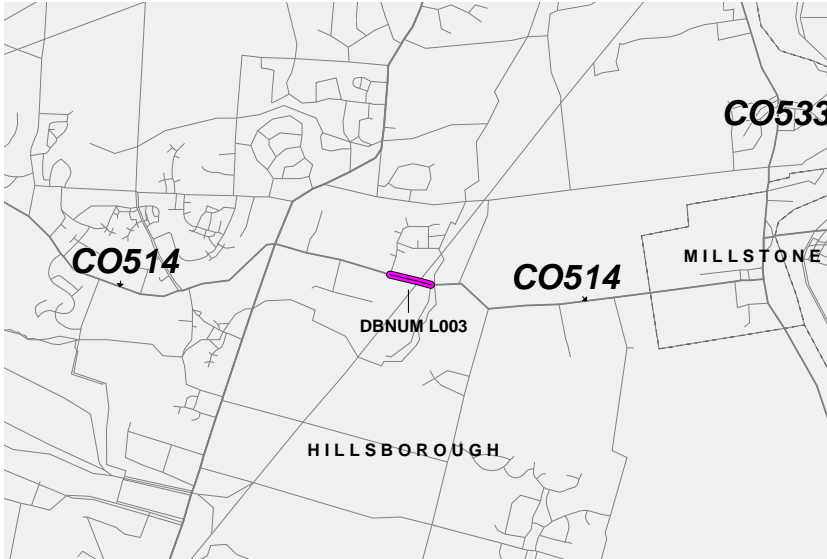 CO533
CO514
MILLSTONE
CO514
DBNUM L003
HILLSBOROUGH